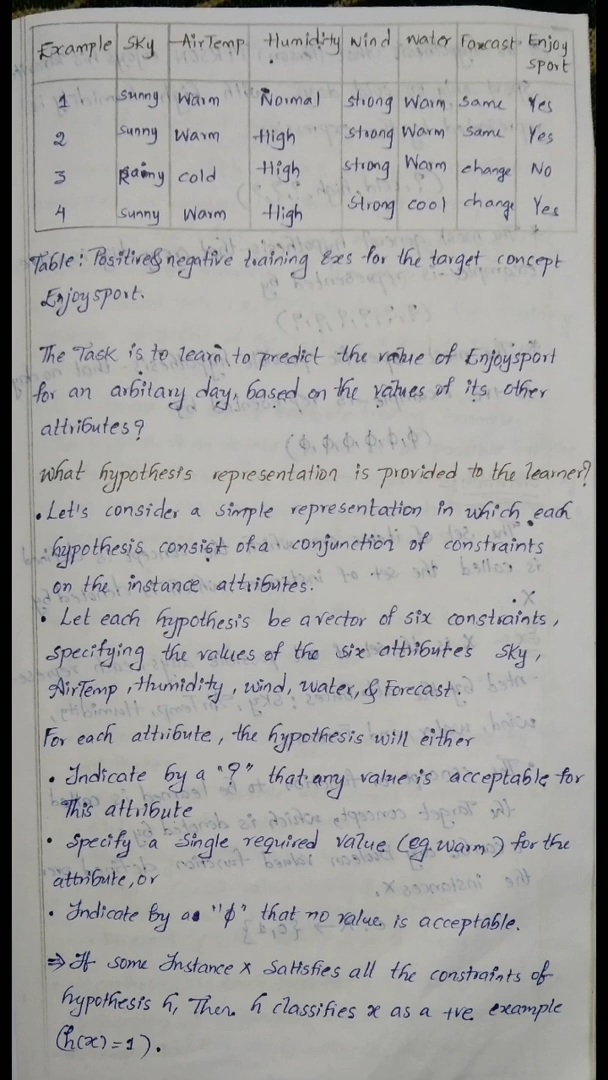 Example Sky AirTemp Humidity Wind Water Forcast Enjoy sport
1 Sunny Warm Normal strong Warm same Yes
2 Sunny Warm High strong Warm same Yes
3 Rainy cold High strong Warm change No
4 Sunny Warm High Strong cool change Yes
Table: Positive & negative training Exs for the target concept
Enjoysport.
The Task is to learn to predict the value of Enjoysport
for an arbitary day, based on the values of its other
attributes?
What hypothesis representation is provided to the learner?
• Let's consider a simple representation in which each
hypothesis consist of a conjunction of constraints
on the instance attributes.
• Let each hypothesis be a vector of six constraints,
specifying the values of the six attributes Sky,
AirTemp, Humidity, wind, Water, & Forecast.
For each attribute, the hypothesis will either
• Indicate by a "?" that any value is acceptable for
This attribute
• Specify a Single required value (eg. Warm) for the
attribute, or
• Indicate by a "ϕ" that no value is acceptable.
⇒ If some Instance x Satisfies all the constraints of
hypothesis h, Then h classifies x as a +ve example
(h(x) = 1).